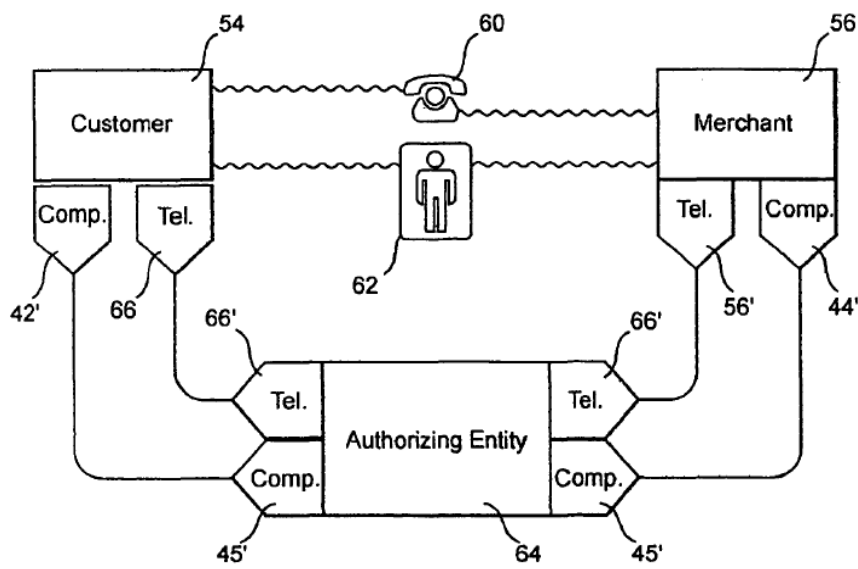 54
60
56
Customer
Merchant
Comp.
Tel.
Tel.
Comp.
42'
66
62
56'
44'
66'
66'
Tel.
Authorizing Entity
Tel.
Comp.
Comp.
45'
64
45'